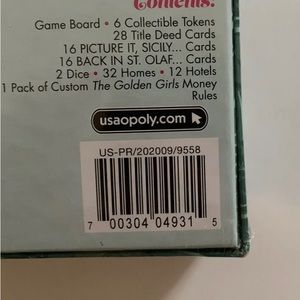 Contents:
Game Board • 6 Collectible Tokens
28 Title Deed Cards
16 PICTURE IT, SICILY... Cards
16 BACK IN ST. OLAF... Cards
2 Dice • 32 Homes • 12 Hotels
1 Pack of Custom The Golden Girls Money
Rules
usaopoly.com
US-PR/202009/9558
7 00304 04931 5